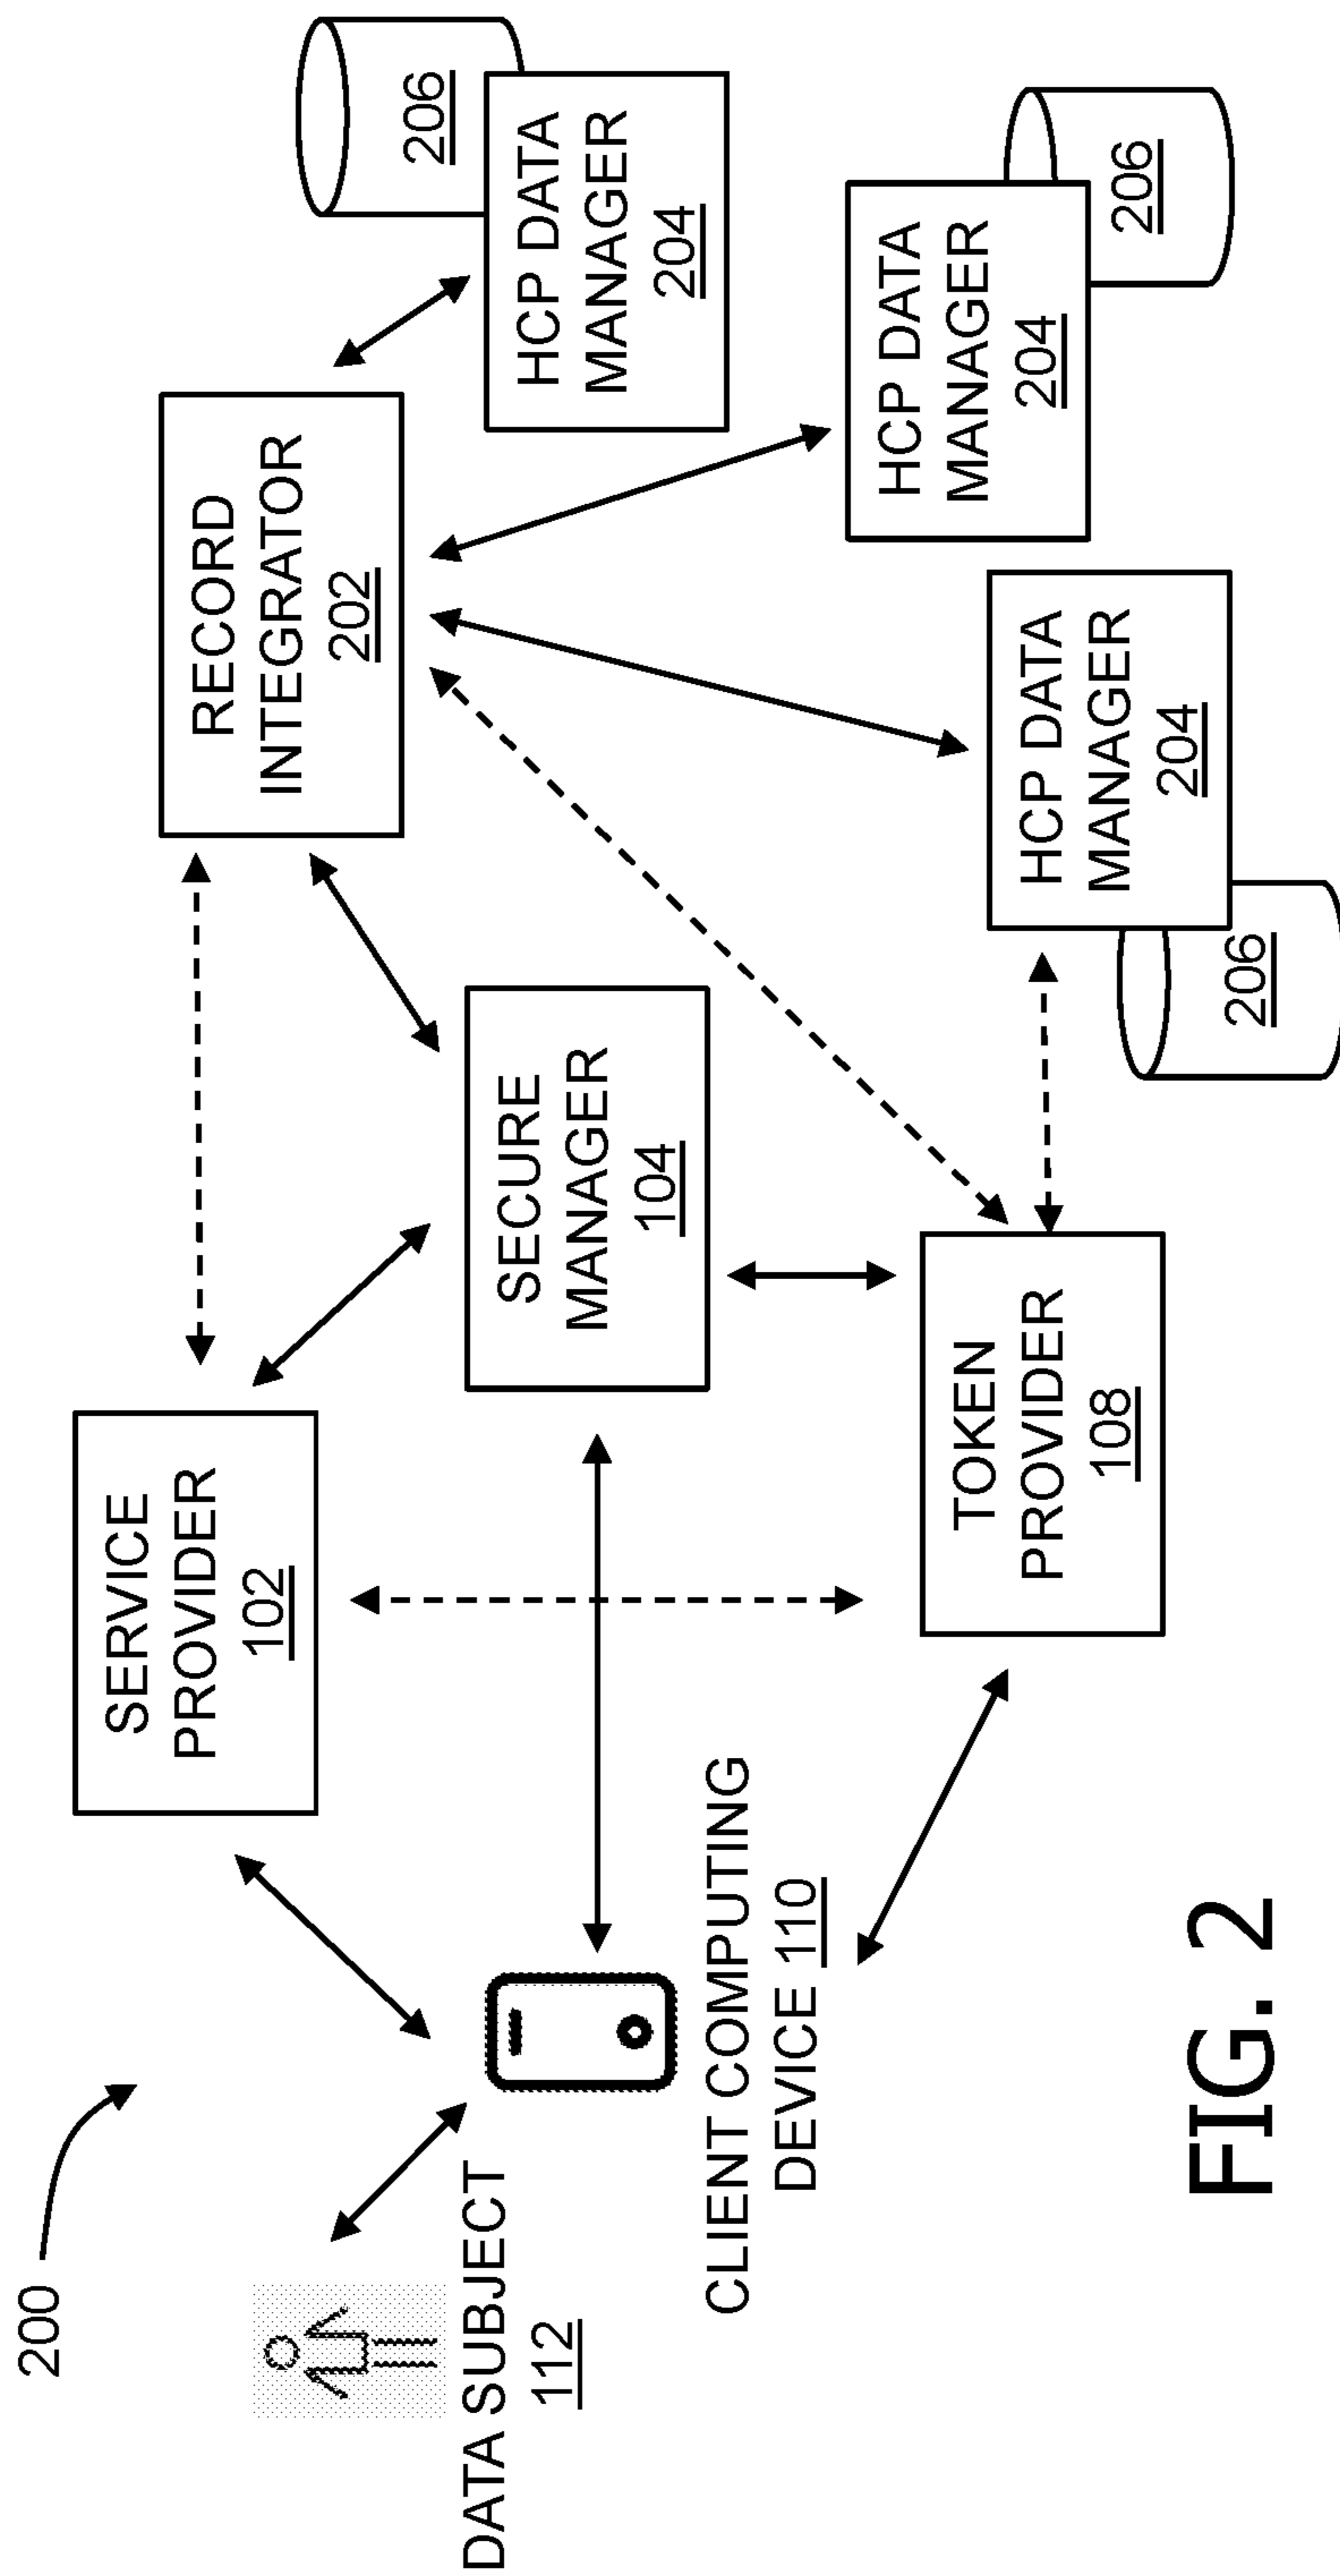 200
SERVICE
PROVIDER
102
RECORD
INTEGRATOR
202
206
DATA SUBJECT
112
SECURE
MANAGER
104
HCP DATA
MANAGER
204
CLIENT COMPUTING
DEVICE 110
TOKEN
PROVIDER
108
HCP DATA
MANAGER
204
206
HCP DATA
MANAGER
204
206
FIG. 2